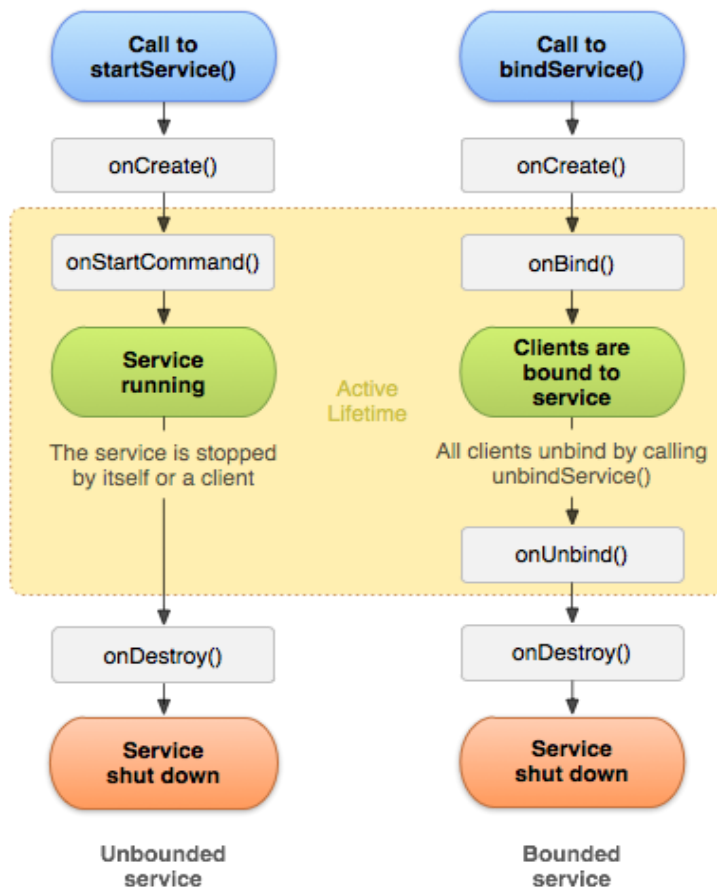 Call to
startService()
onCreate()
onStartCommand()
Service
running
The service is stopped
by itself or a client
onDestroy()
Service
shut down
Unbounded
service
Active
Lifetime
Call to
bindService()
onCreate()
onBind()
Clients are
bound to
service
All clients unbind by calling
unbindService()
onUnbind()
onDestroy()
Service
shut down
Bounded
service